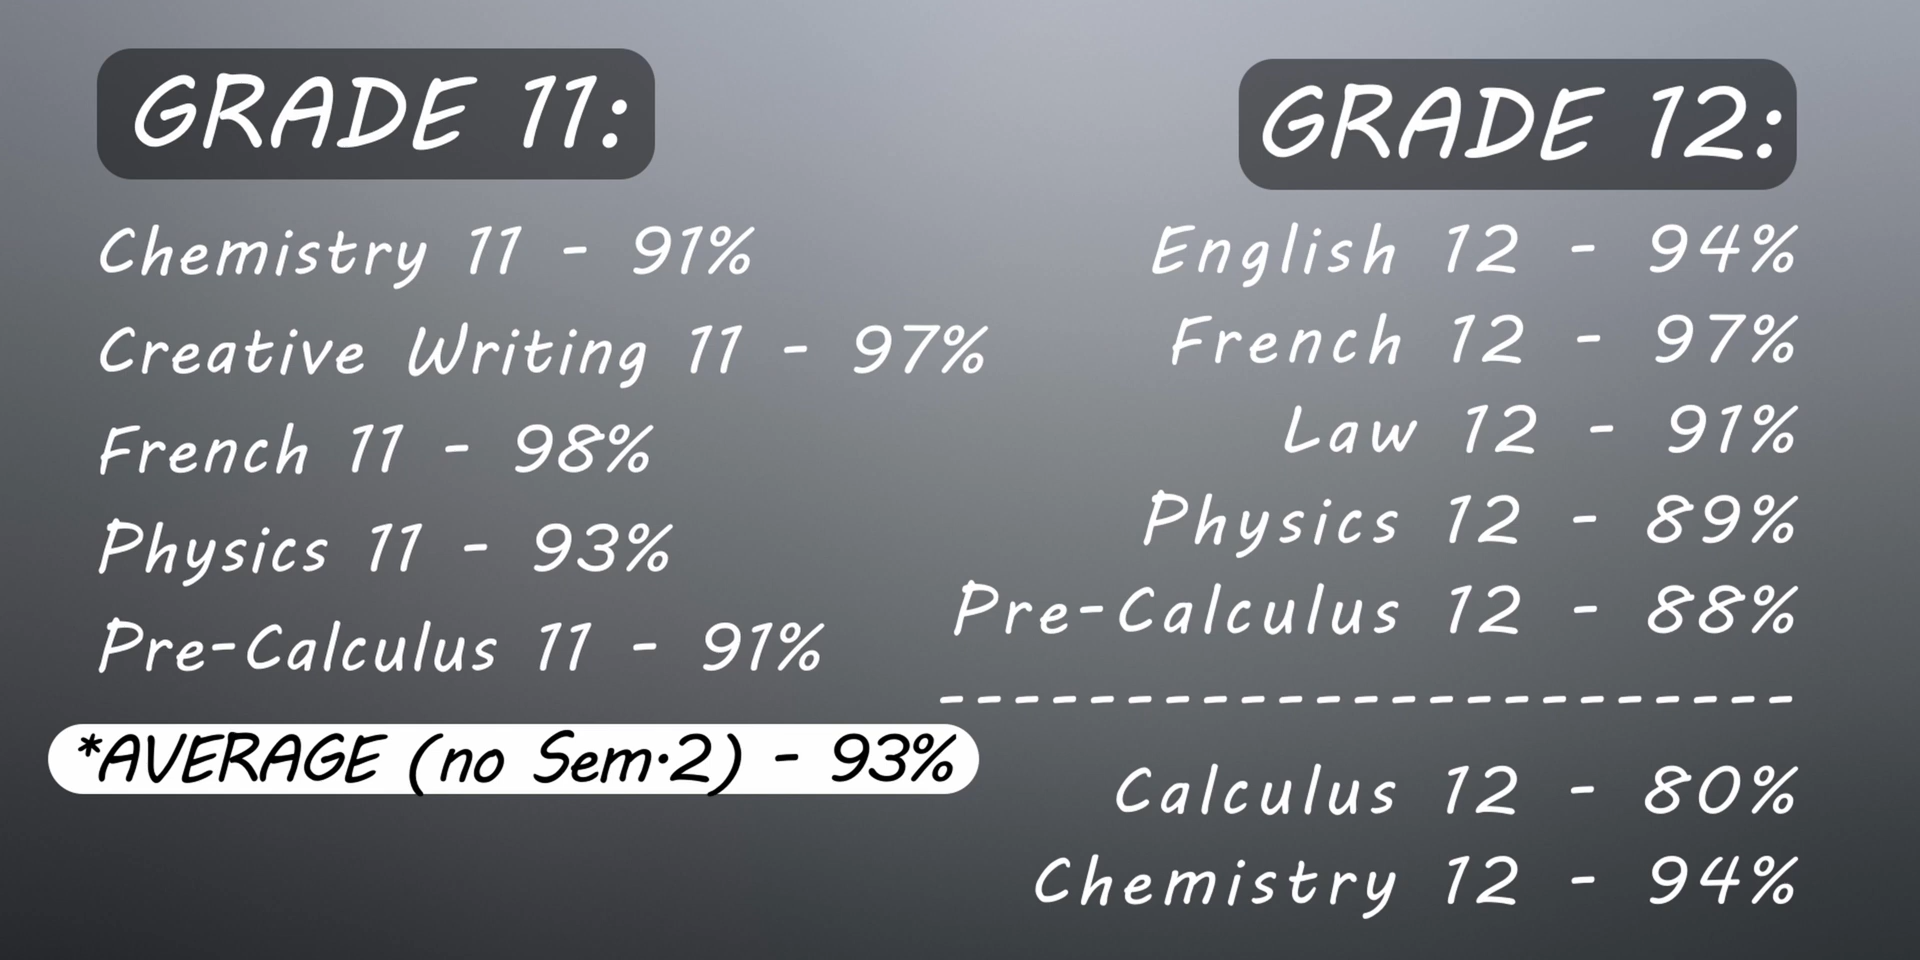 GRADE 11:
Chemistry 11 - 91%
Creative Writing 11 - 97%
French 11 - 98%
Physics 11 - 93%
Pre-Calculus 11 - 91%
*AVERAGE (no Sem·2) - 93%
GRADE 12:
English 12 - 94%
French 12 - 97%
Law 12 - 91%
Physics 12 - 89%
Pre-Calculus 12 - 88%
------------------------
Calculus 12 - 80%
Chemistry 12 - 94%